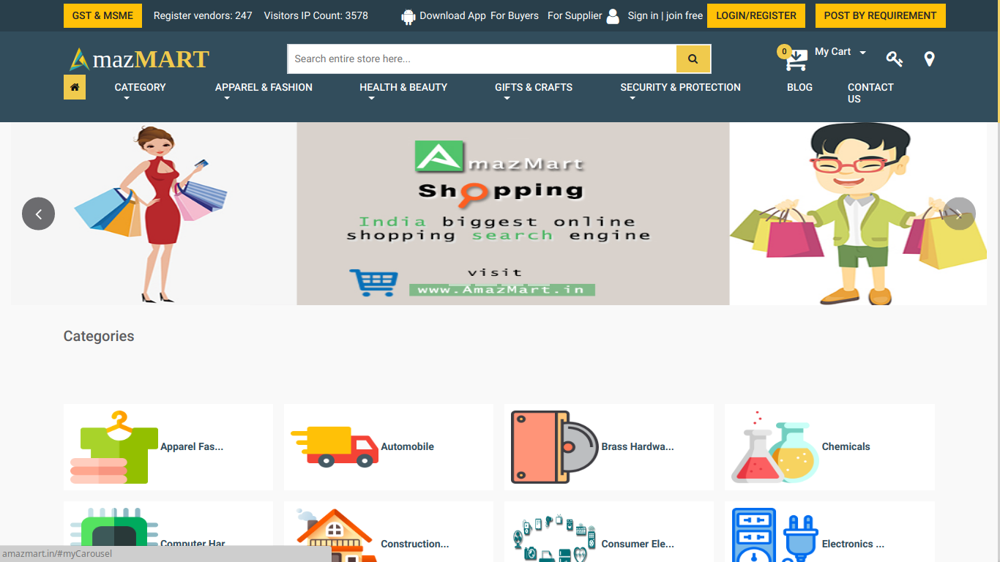 GST & MSME Register vendors: 247 Visitors IP Count: 3578 Download App For Buyers For Supplier Sign in | join free LOGIN/REGISTER POST BY REQUIREMENT
AmazMART Search entire store here... 0 My Cart
CATEGORY APPAREL & FASHION HEALTH & BEAUTY GIFTS & CRAFTS SECURITY & PROTECTION BLOG CONTACT
US
AmazMart
Shopping
India biggest online
shopping search engine
visit
www.AmazMart.in
Categories
Apparel Fas... Automobile Brass Hardwa... Chemicals
Computer Har Construction... Consumer Ele... Electronics ...
amazmart.in/#myCarousel